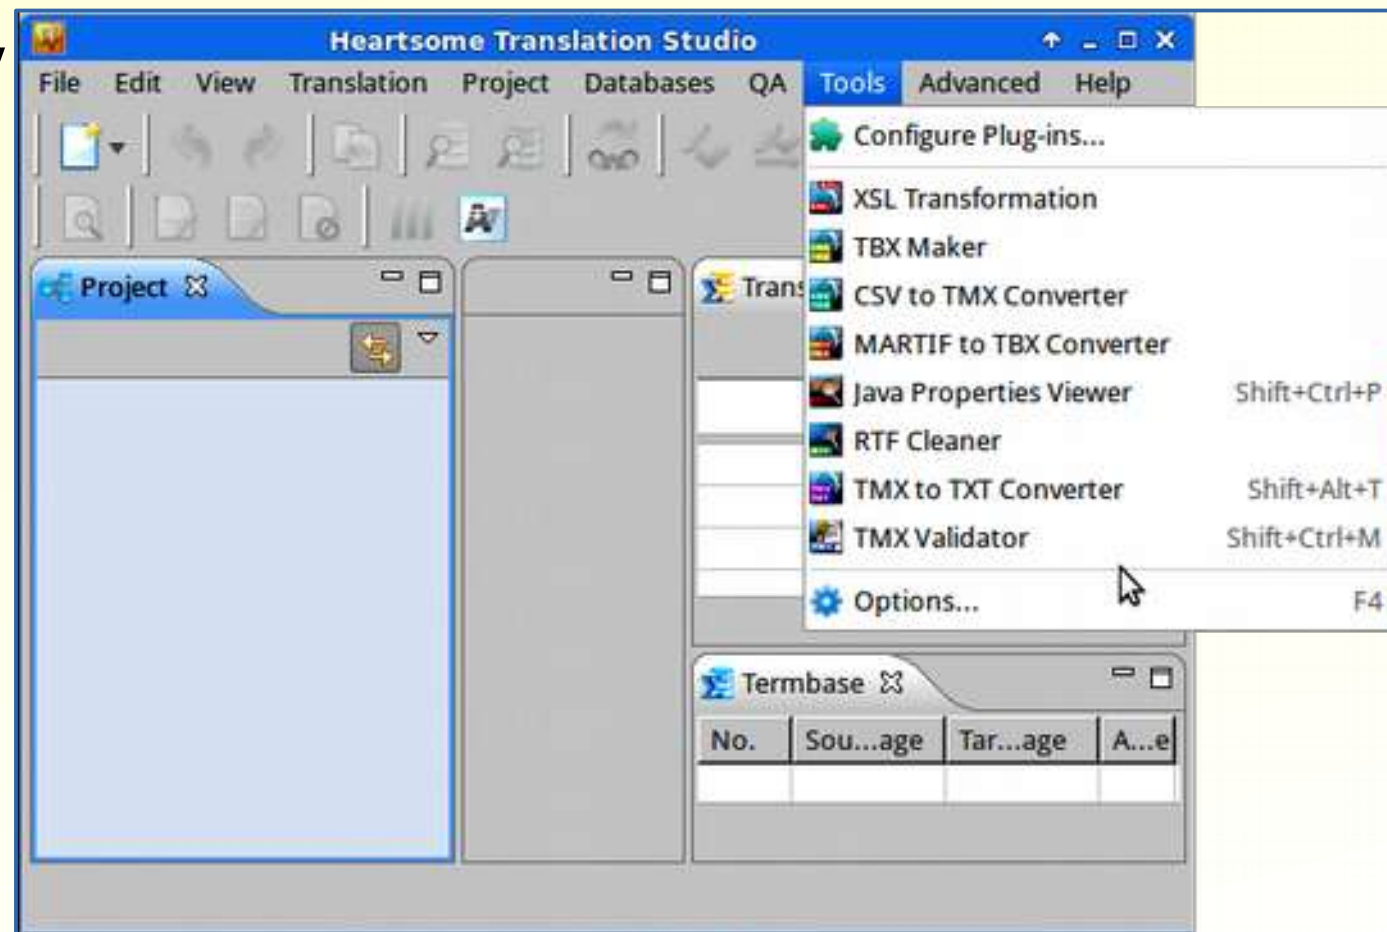 Heartsome Translation Studio
File Edit View Translation Project Databases QA Tools Advanced Help
Configure Plug-ins...
XSL Transformation
TBX Maker
CSV to TMX Converter
MARTIF to TBX Converter
Java Properties Viewer Shift+Ctrl+P
RTF Cleaner
TMX to TXT Converter Shift+Alt+T
TMX Validator Shift+Ctrl+M
Options... F4
Project
Trans
Termbase
No. Sou...age Tar...age A...e